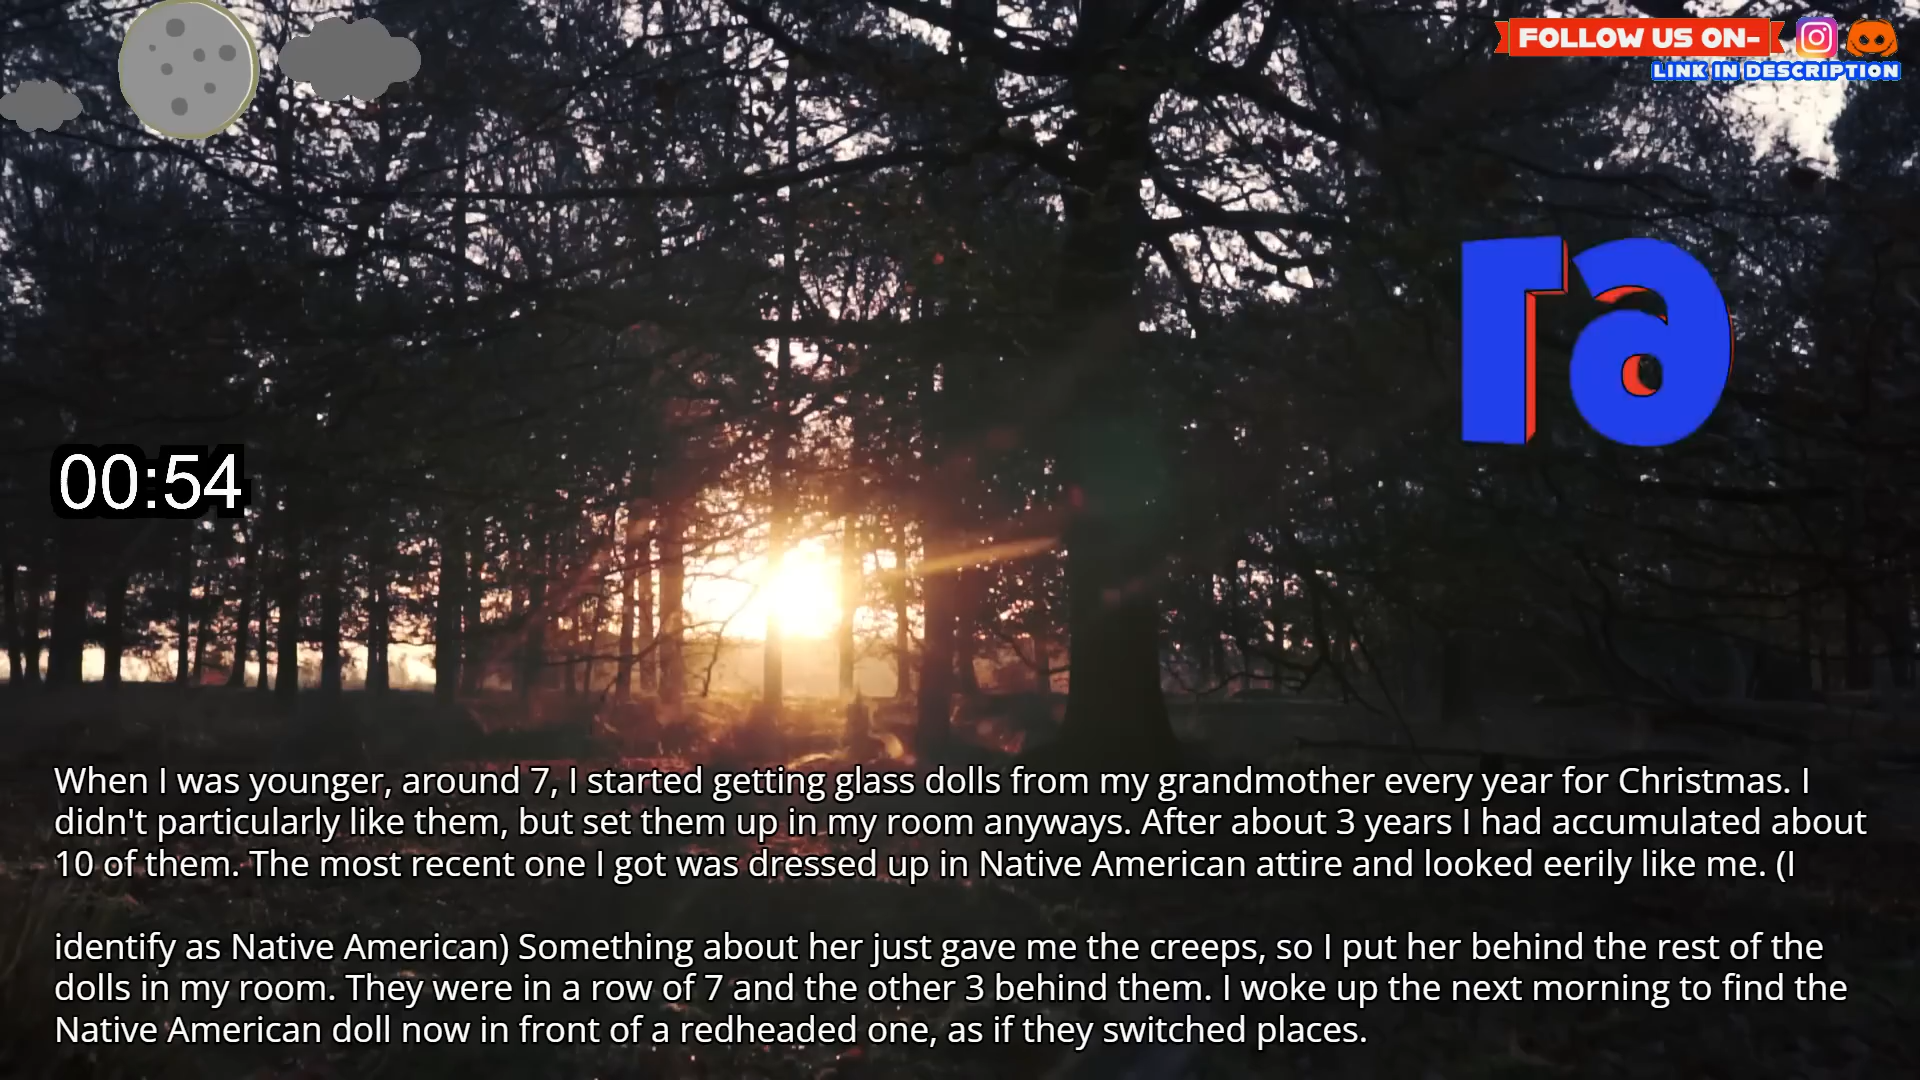 FOLLOW US ON-
LINK IN DESCRIPTION
00:54
When I was younger, around 7, I started getting glass dolls from my grandmother every year for Christmas. I
didn't particularly like them, but set them up in my room anyways. After about 3 years I had accumulated about
10 of them. The most recent one I got was dressed up in Native American attire and looked eerily like me. (I
identify as Native American) Something about her just gave me the creeps, so I put her behind the rest of the
dolls in my room. They were in a row of 7 and the other 3 behind them. I woke up the next morning to find the
Native American doll now in front of a redheaded one, as if they switched places.